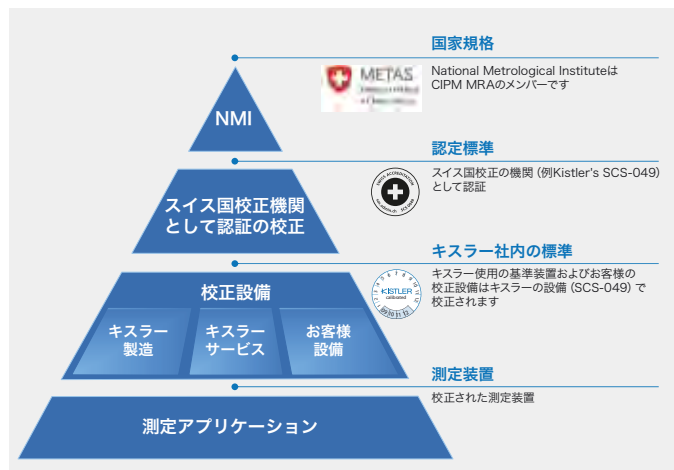 国家規格
National Metrological Instituteは
CIPM MRAのメンバーです
METAS
NMI
認定標準
スイス国校正の機関(例Kistler's SCS-049)
として認証
SWISS ACCREDITATION
スイス国校正機関
として認証の校正
キスラー社内の標準
キスラー使用の基準装置およびお客様の
校正設備はキスラーの設備(SCS-049)で
校正されます
KISTLER
calibrated
校正設備
キスラー
製造
キスラー
サービス
お客様
設備
測定装置
校正された測定装置
測定アプリケーション